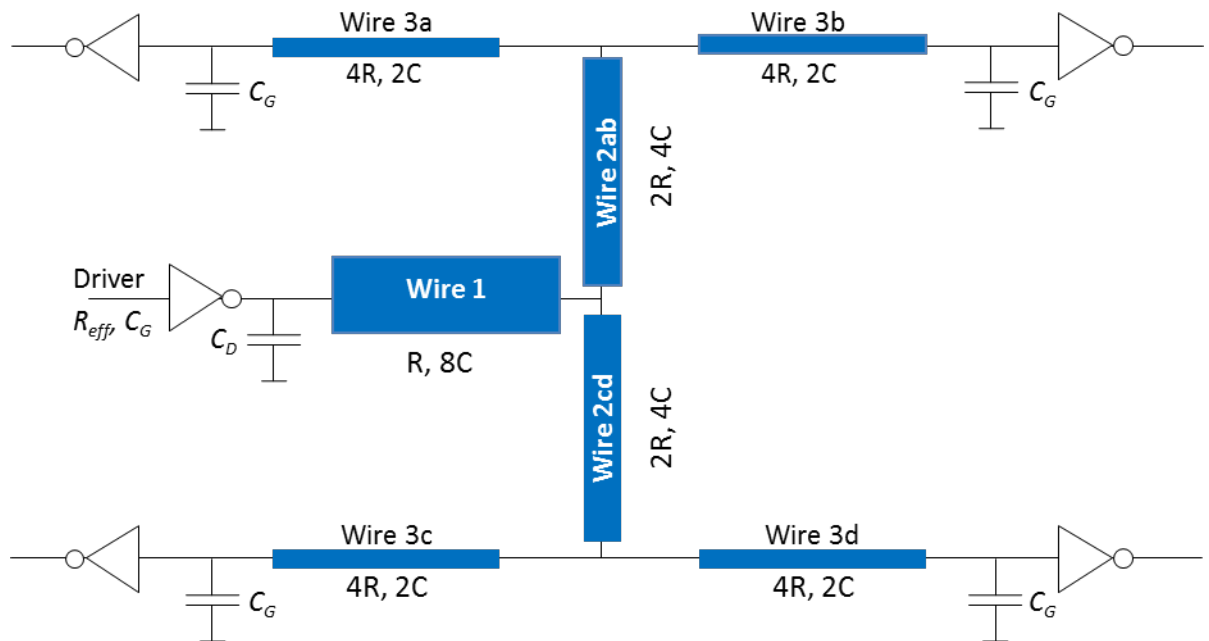 Wire 3a
4R, 2C
C_G
Wire 3b
4R, 2C
C_G
Wire 2ab
2R, 4C
Driver
R_eff, C_G
C_D
Wire 1
R, 8C
Wire 2cd
2R, 4C
Wire 3c
4R, 2C
C_G
Wire 3d
4R, 2C
C_G